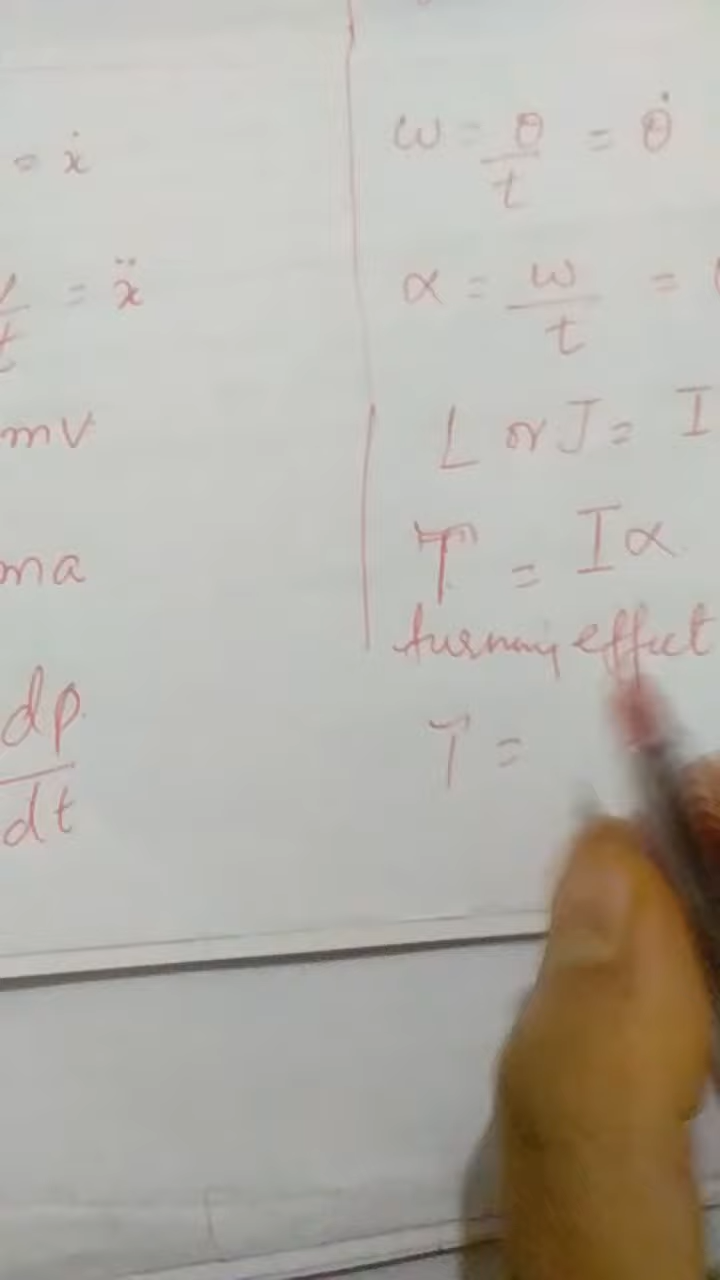 = ẋ
= ẍ
t
mv
ma
dp
dt
ω = θ = θ̇
t
α = ω =
t
L or J = I
T = Iα
turning effect
T =